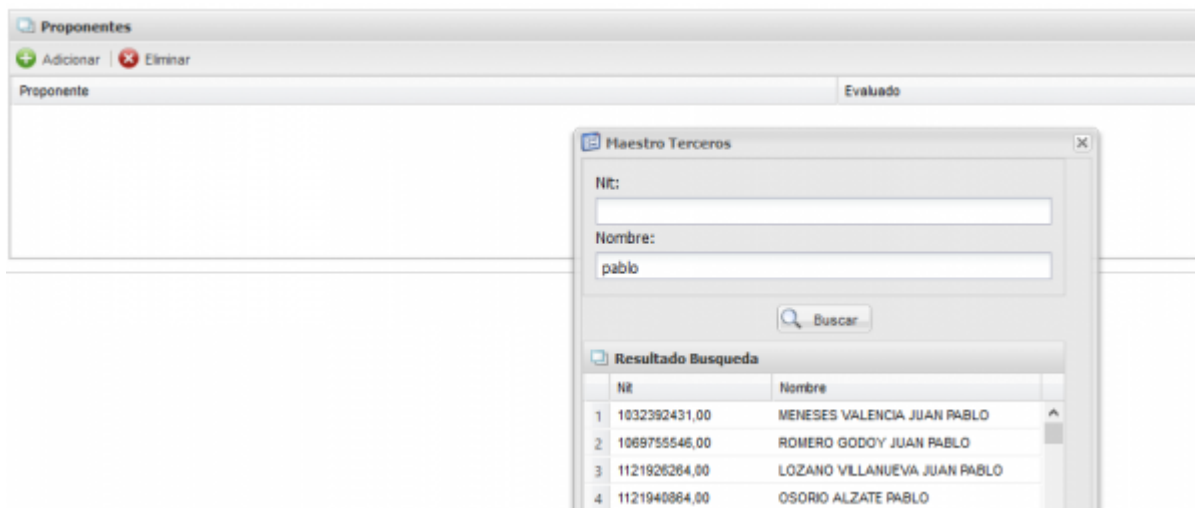 Proponentes
Adicionar Eliminar
Proponente Evaluado
Maestro Terceros
Nit:
Nombre:
pablo
Buscar
Resultado Busqueda
Nit Nombre
1 1032392431,00 MENESES VALENCIA JUAN PABLO
2 1069755546,00 ROMERO GODOY JUAN PABLO
3 1121926264,00 LOZANO VILLANUEVA JUAN PABLO
4 1121940864,00 OSORIO ALZATE PABLO